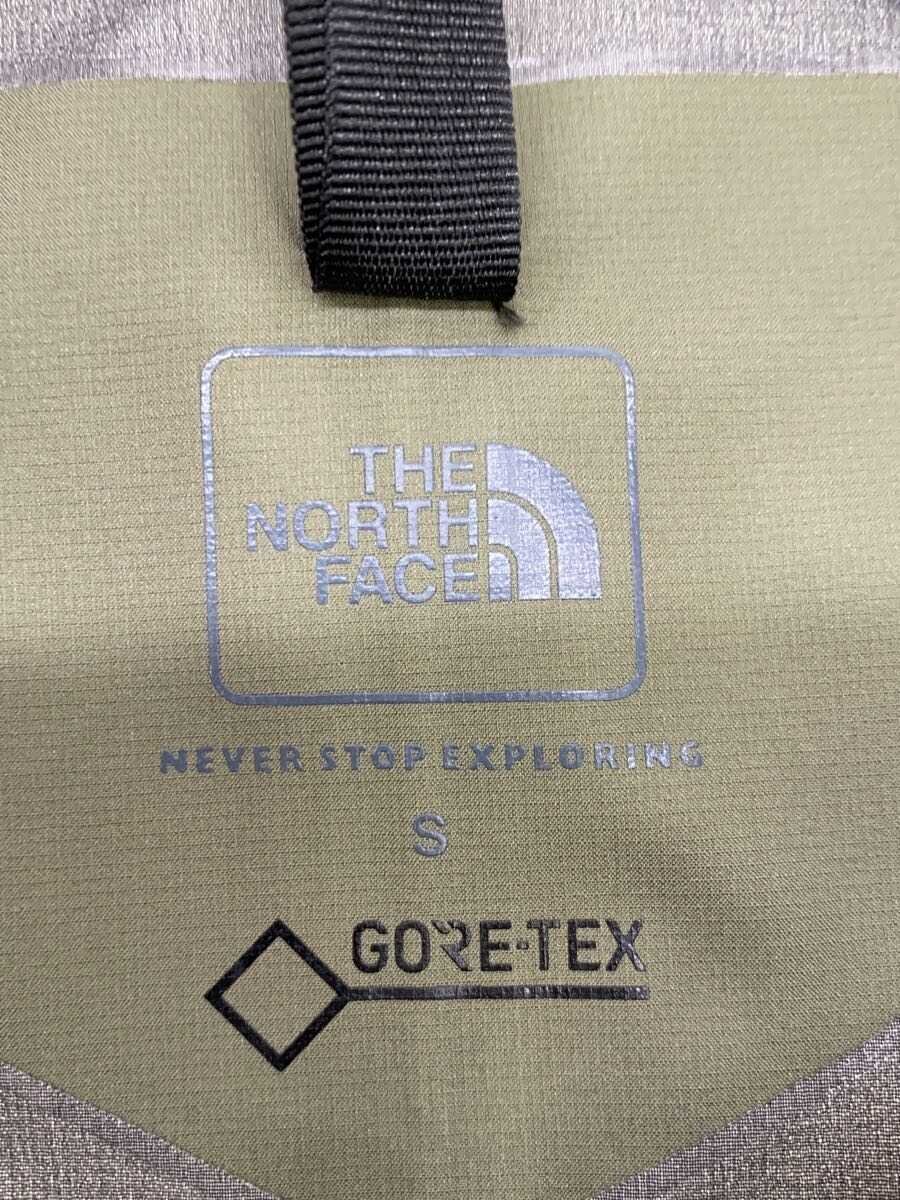 THE
NORTH
FACE
NEVER STOP EXPLORING
S
GORE-TEX